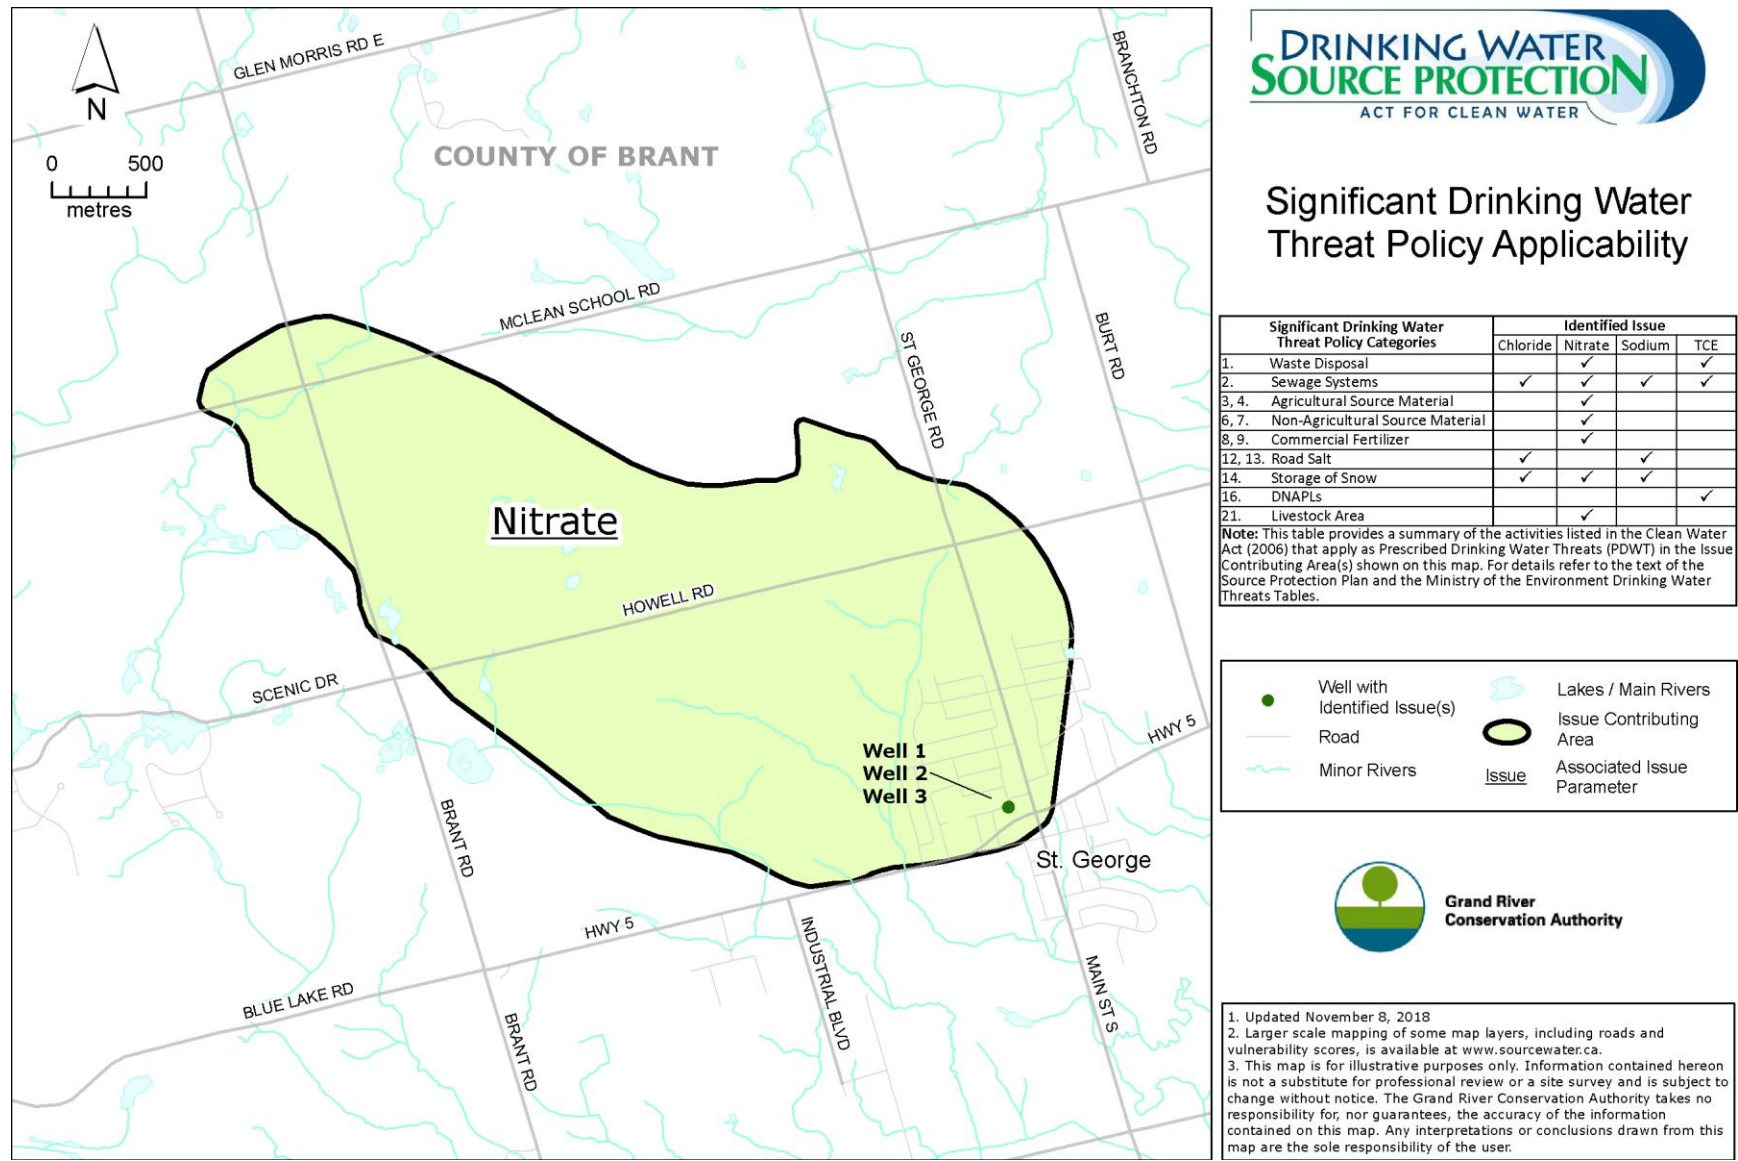 GLEN MORRIS RD E
BRANCHTON RD
N
0 500
metres
COUNTY OF BRANT
MCLEAN SCHOOL RD
ST GEORGE RD
BURT RD
Nitrate
HOWELL RD
SCENIC DR
HWY 5
Well 1
Well 2
Well 3
BRANT RD
St. George
HWY 5
INDUSTRIAL BLVD
MAIN ST S
BLUE LAKE RD
BRANT RD
DRINKING WATER
SOURCE PROTECTION
ACT FOR CLEAN WATER
Significant Drinking Water
Threat Policy Applicability
Significant Drinking Water
Threat Policy Categories
Identified Issue
Chloride Nitrate Sodium TCE
1. Waste Disposal ✓ ✓
2. Sewage Systems ✓ ✓ ✓ ✓
3, 4. Agricultural Source Material ✓
6, 7. Non-Agricultural Source Material ✓
8, 9. Commercial Fertilizer ✓
12, 13. Road Salt ✓ ✓
14. Storage of Snow ✓ ✓ ✓
16. DNAPLs ✓
21. Livestock Area ✓
Note: This table provides a summary of the activities listed in the Clean Water
Act (2006) that apply as Prescribed Drinking Water Threats (PDWT) in the Issue
Contributing Area(s) shown on this map. For details refer to the text of the
Source Protection Plan and the Ministry of the Environment Drinking Water
Threats Tables.
Well with
Identified Issue(s)
Road
Minor Rivers
Lakes / Main Rivers
Issue Contributing
Area
Issue
Associated Issue
Parameter
Grand River
Conservation Authority
1. Updated November 8, 2018
2. Larger scale mapping of some map layers, including roads and
vulnerability scores, is available at www.sourcewater.ca.
3. This map is for illustrative purposes only. Information contained hereon
is not a substitute for professional review or a site survey and is subject to
change without notice. The Grand River Conservation Authority takes no
responsibility for, nor guarantees, the accuracy of the information
contained on this map. Any interpretations or conclusions drawn from this
map are the sole responsibility of the user.